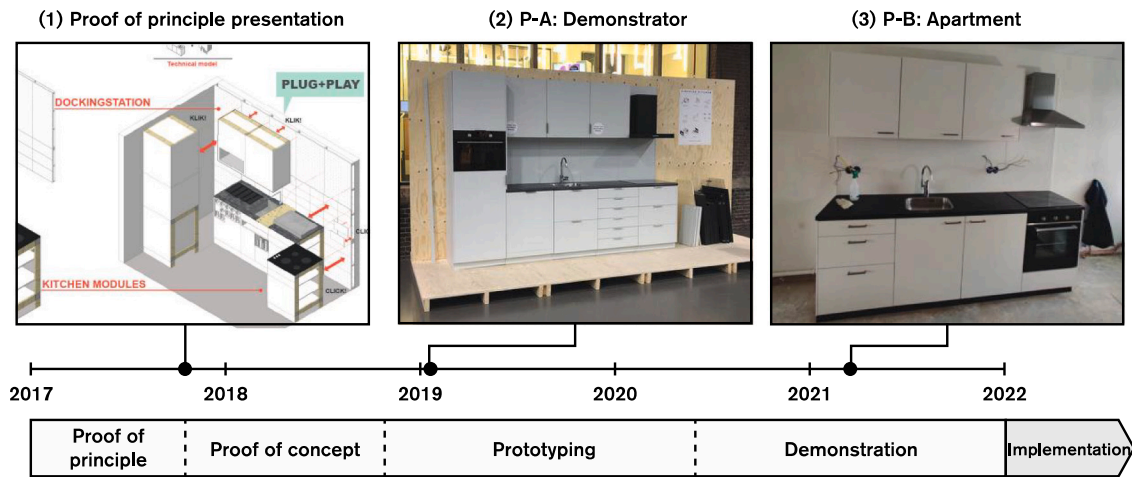 (1) Proof of principle presentation
(2) P-A: Demonstrator
(3) P-B: Apartment
Technical model
PLUG+PLAY
DOCKINGSTATION
KLIK!
KLIK!
CLICK!
KITCHEN MODULES
2017
2018
2019
2020
2021
2022
Proof of
principle
Proof of concept
Prototyping
Demonstration
Implementation